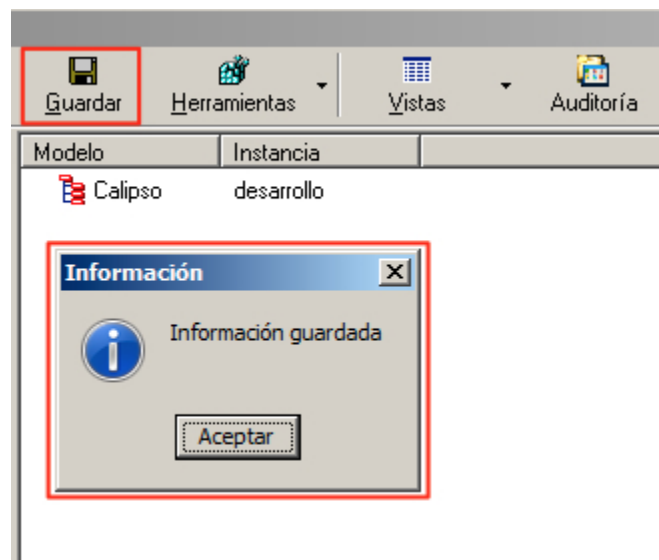 Guardar Herramientas Vistas Auditoría
Modelo Instancia
Calipso desarrollo
Información
Información guardada
Aceptar